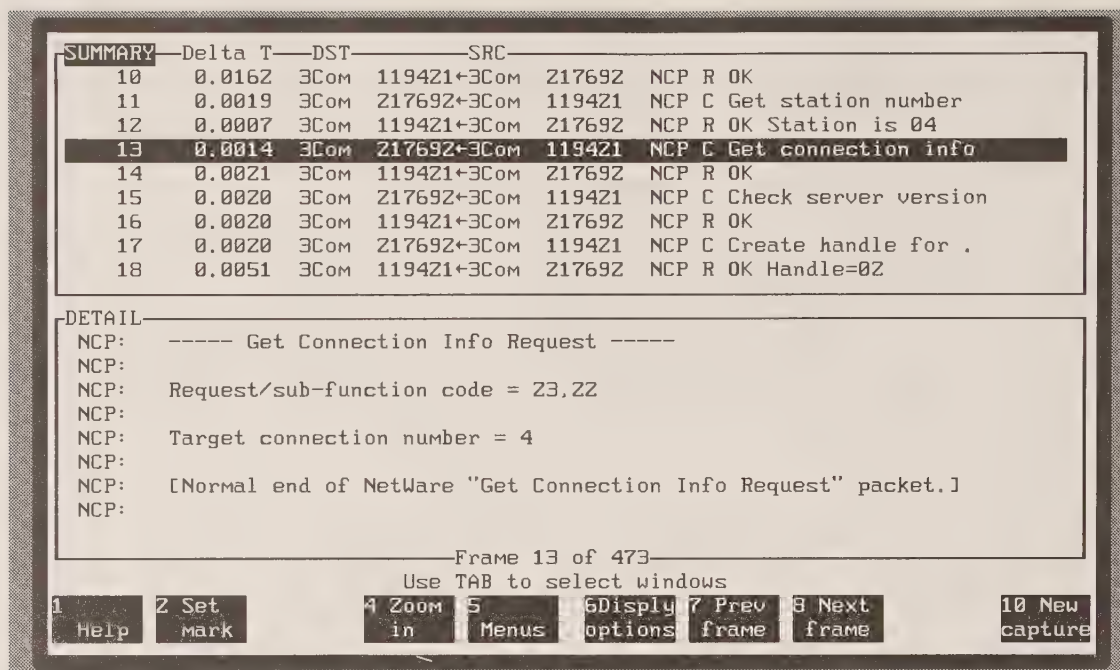 SUMMARY—Delta T—DST—SRC
10 0.0162 3Com 119421←3Com 217692 NCP R OK
11 0.0019 3Com 217692←3Com 119421 NCP C Get station number
12 0.0007 3Com 119421←3Com 217692 NCP R OK Station is 04
13 0.0014 3Com 217692←3Com 119421 NCP C Get connection info
14 0.0021 3Com 119421←3Com 217692 NCP R OK
15 0.0020 3Com 217692←3Com 119421 NCP C Check server version
16 0.0020 3Com 119421←3Com 217692 NCP R OK
17 0.0020 3Com 217692←3Com 119421 NCP C Create handle for .
18 0.0051 3Com 119421←3Com 217692 NCP R OK Handle=02
DETAIL
NCP: ----- Get Connection Info Request -----
NCP:
NCP: Request/sub-function code = 23,22
NCP:
NCP: Target connection number = 4
NCP:
NCP: [Normal end of NetWare "Get Connection Info Request" packet.]
NCP:
Frame 13 of 473
Use TAB to select windows
1 2 Set 4 Zoom 5 6Disply 7 Prev 8 Next 10 New
Help mark in Menus options frame frame capture